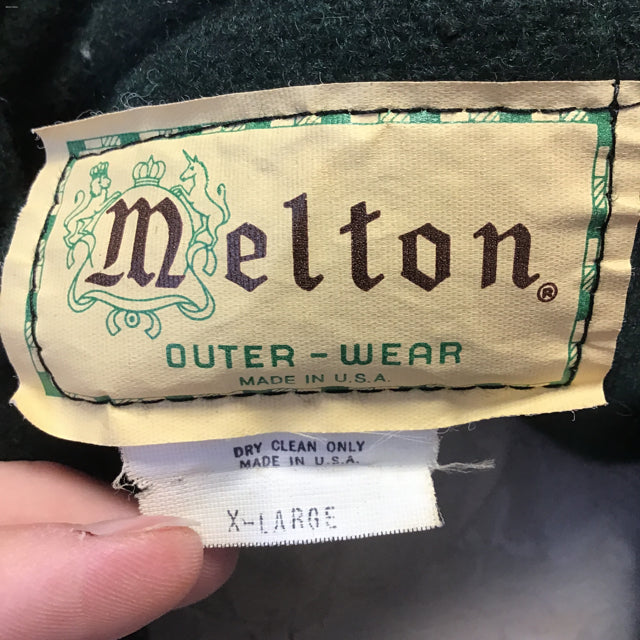 Melton®
OUTER-WEAR
MADE IN U.S.A.
DRY CLEAN ONLY
MADE IN U.S.A.
X-LARGE